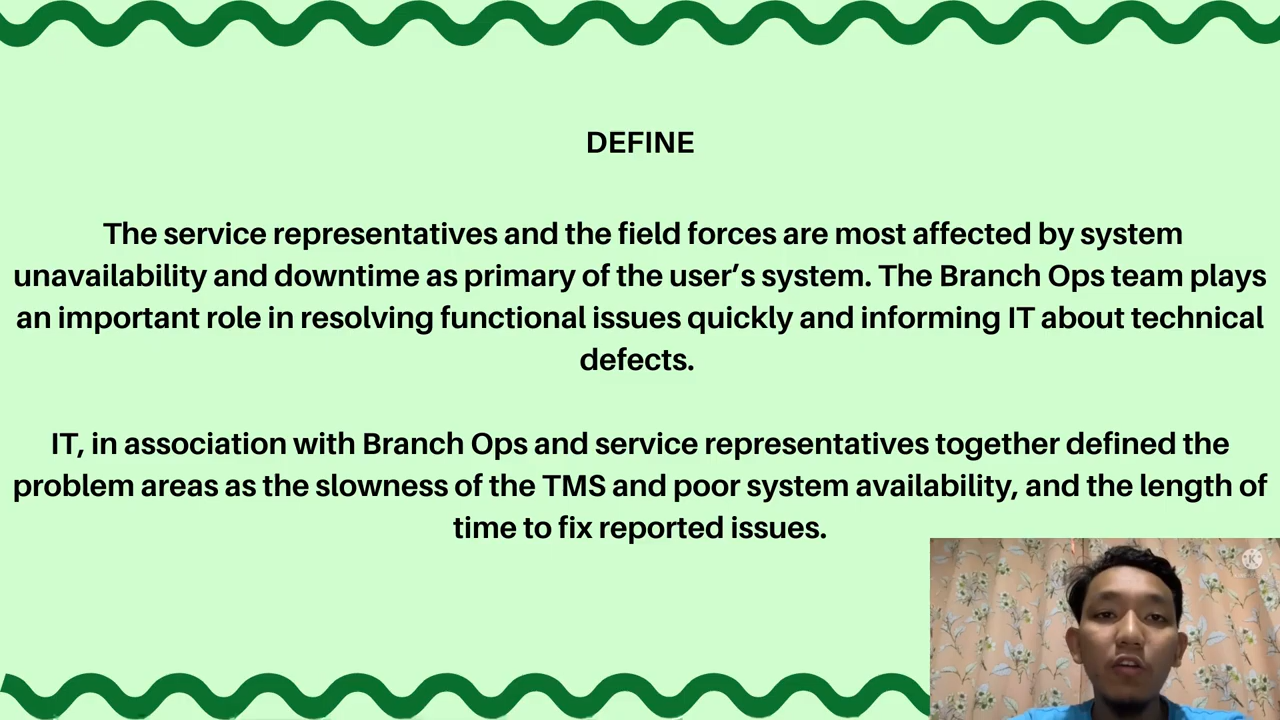 DEFINE
The service representatives and the field forces are most affected by system
unavailability and downtime as primary of the user’s system. The Branch Ops team plays
an important role in resolving functional issues quickly and informing IT about technical
defects.
IT, in association with Branch Ops and service representatives together defined the
problem areas as the slowness of the TMS and poor system availability, and the length of
time to fix reported issues.
K